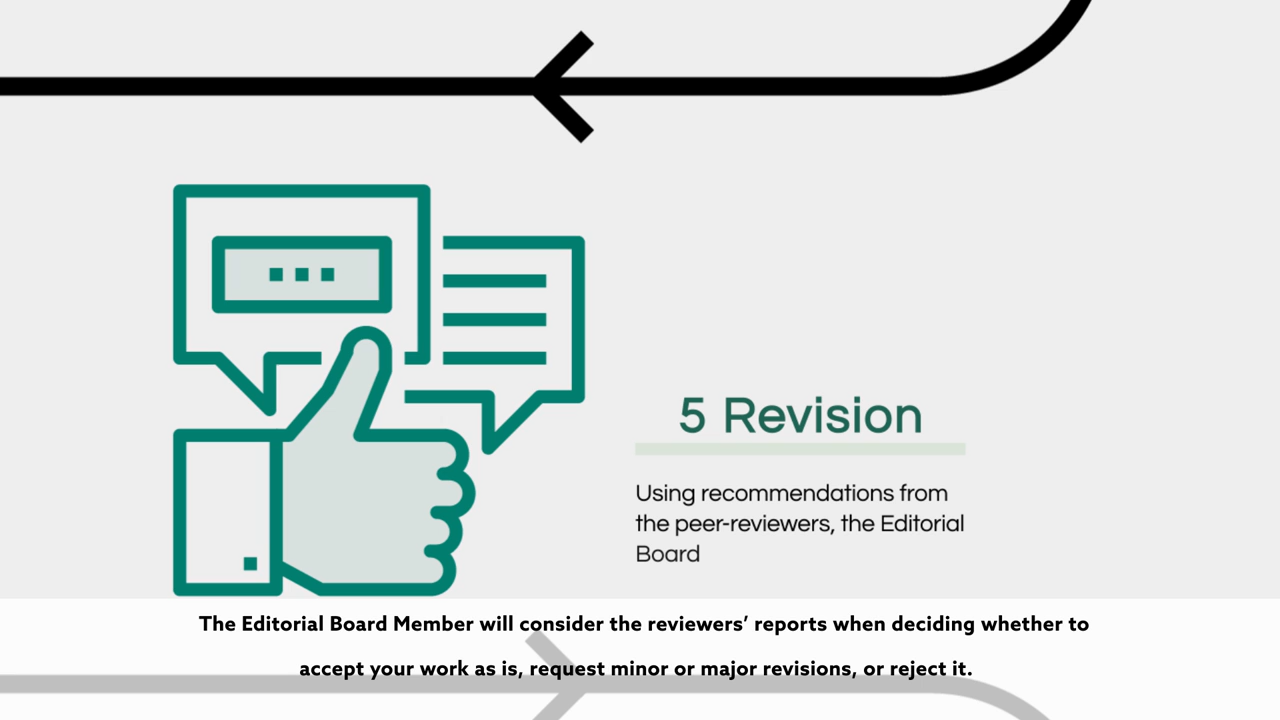 5 Revision
Using recommendations from
the peer-reviewers, the Editorial
Board
The Editorial Board Member will consider the reviewers’ reports when deciding whether to
accept your work as is, request minor or major revisions, or reject it.